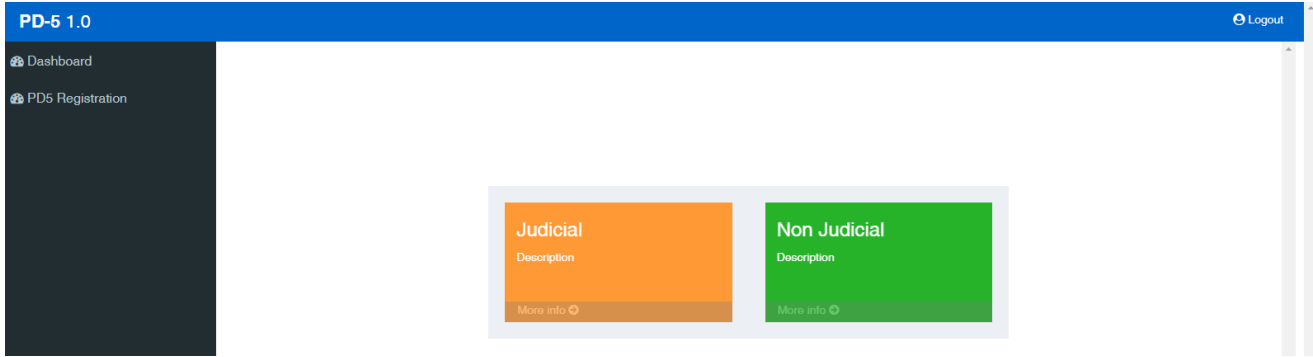 PD-5 1.0
Logout
Dashboard
PD5 Registration
Judicial
Description
More info
Non Judicial
Description
More info